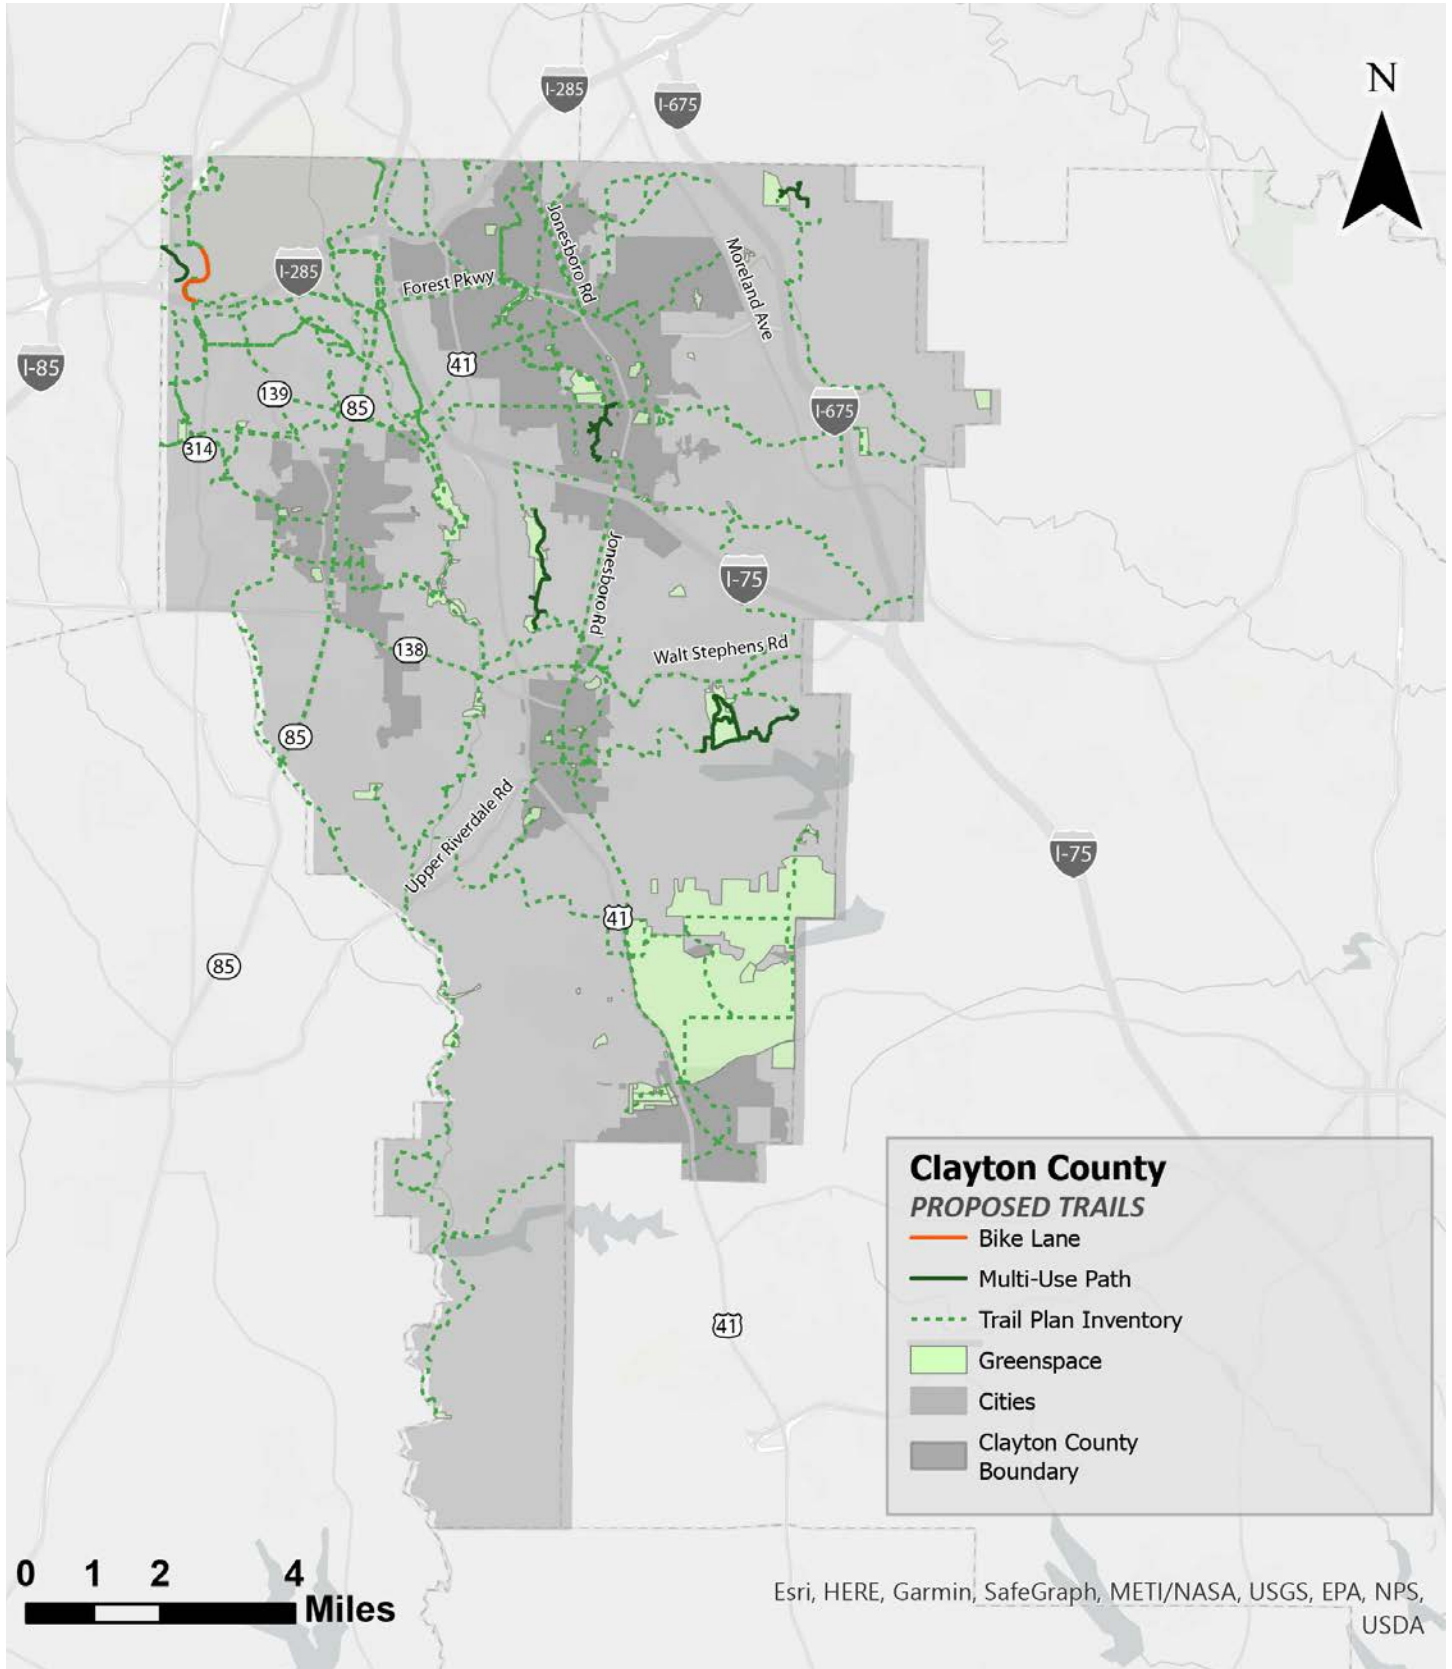 N
I-285
I-675
Jonesboro Rd
Moreland Ave
I-285
Forest Pkwy
I-85
41
139
85
I-675
314
Jonesboro Rd
I-75
138
Walt Stephens Rd
85
Upper Riverdale Rd
I-75
41
85
41
Clayton County
PROPOSED TRAILS
Bike Lane
Multi-Use Path
Trail Plan Inventory
Greenspace
Cities
Clayton County
Boundary
0 1 2 4
Miles
Esri, HERE, Garmin, SafeGraph, METI/NASA, USGS, EPA, NPS,
USDA